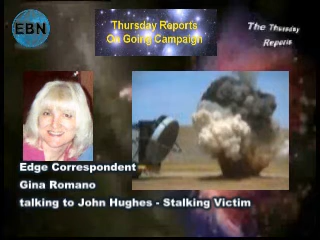 EBN
Thursday Reports
On Going Campaign
The Thursday
Reports
Edge Correspondent
Gina Romano
talking to John Hughes - Stalking Victim